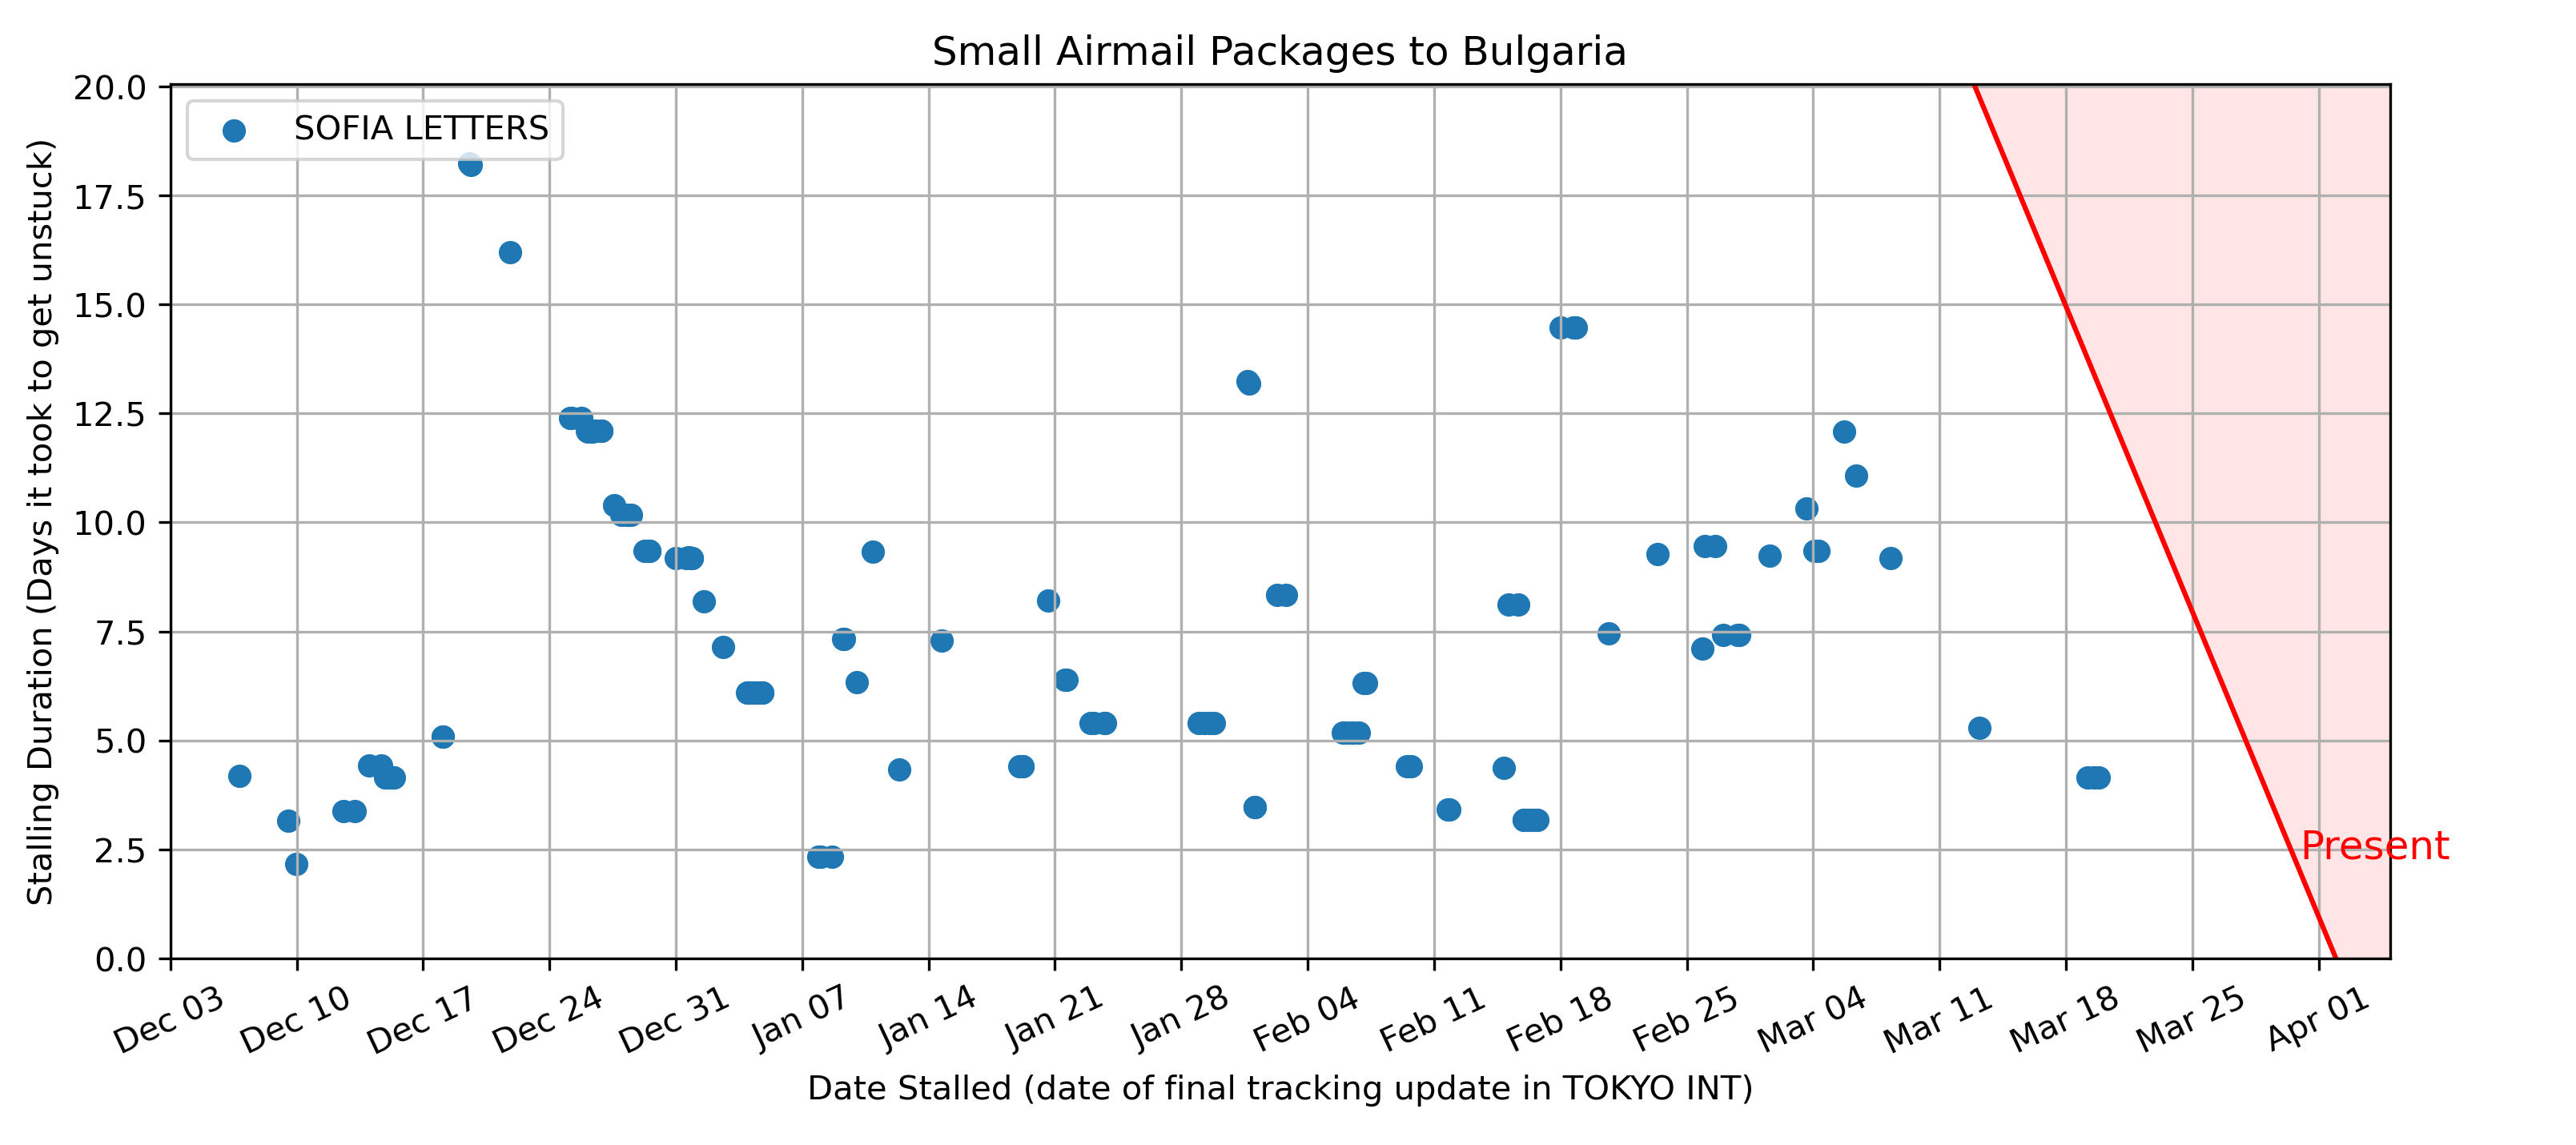 Small Airmail Packages to Bulgaria
SOFIA LETTERS
Stalling Duration (Days it took to get unstuck)
20.0
17.5
15.0
12.5
10.0
7.5
5.0
2.5
0.0
Present
Dec 03
Dec 10
Dec 17
Dec 24
Dec 31
Jan 07
Jan 14
Jan 21
Jan 28
Feb 04
Feb 11
Feb 18
Feb 25
Mar 04
Mar 11
Mar 18
Mar 25
Apr 01
Date Stalled (date of final tracking update in TOKYO INT)